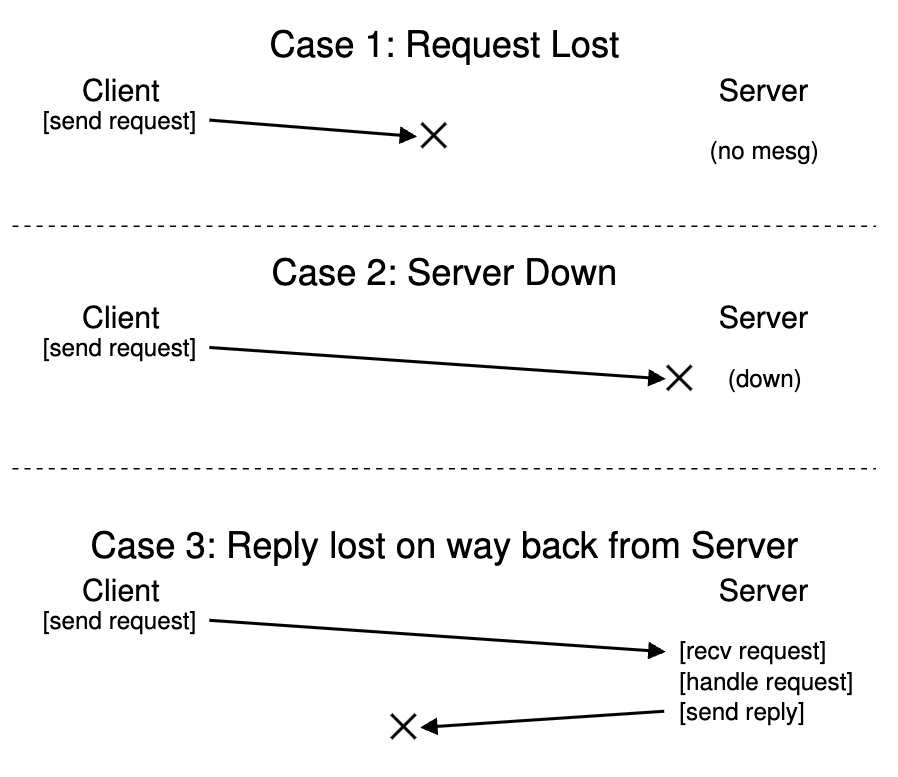 Case 1: Request Lost
Client Server
[send request]
(no mesg)
Case 2: Server Down
Client Server
[send request]
(down)
Case 3: Reply lost on way back from Server
Client Server
[send request]
[recv request]
[handle request]
[send reply]